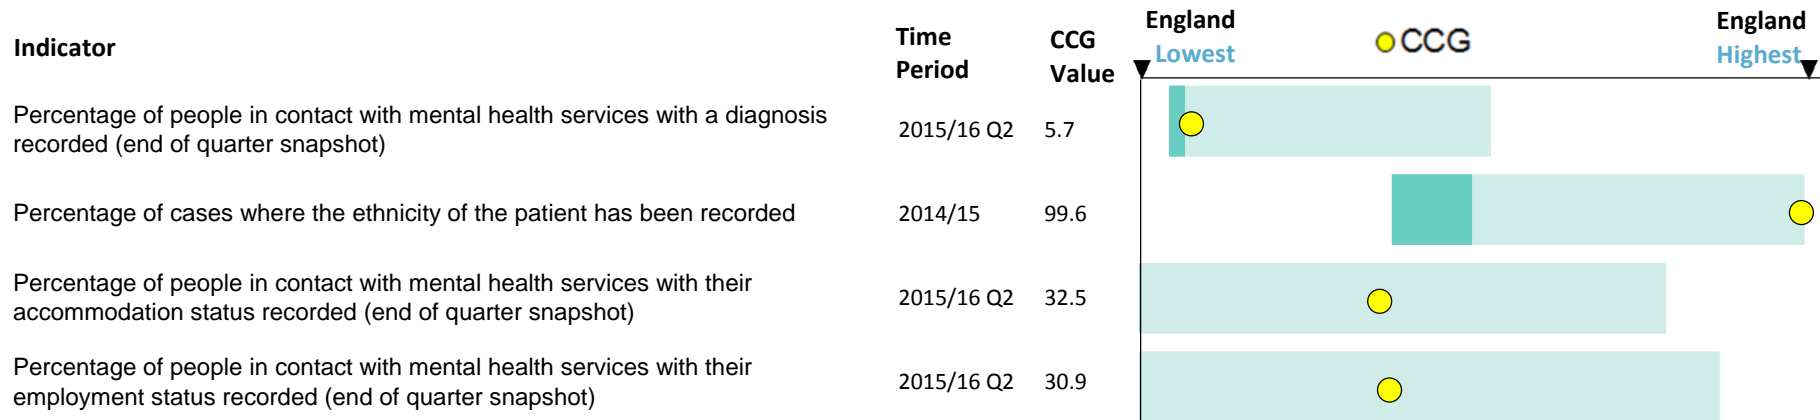 Indicator
Time
Period
CCG
Value
England
Lowest
CCG
England
Highest
Percentage of people in contact with mental health services with a diagnosis
recorded (end of quarter snapshot)
2015/16 Q2
5.7
Percentage of cases where the ethnicity of the patient has been recorded
2014/15
99.6
Percentage of people in contact with mental health services with their
accommodation status recorded (end of quarter snapshot)
2015/16 Q2
32.5
Percentage of people in contact with mental health services with their
employment status recorded (end of quarter snapshot)
2015/16 Q2
30.9